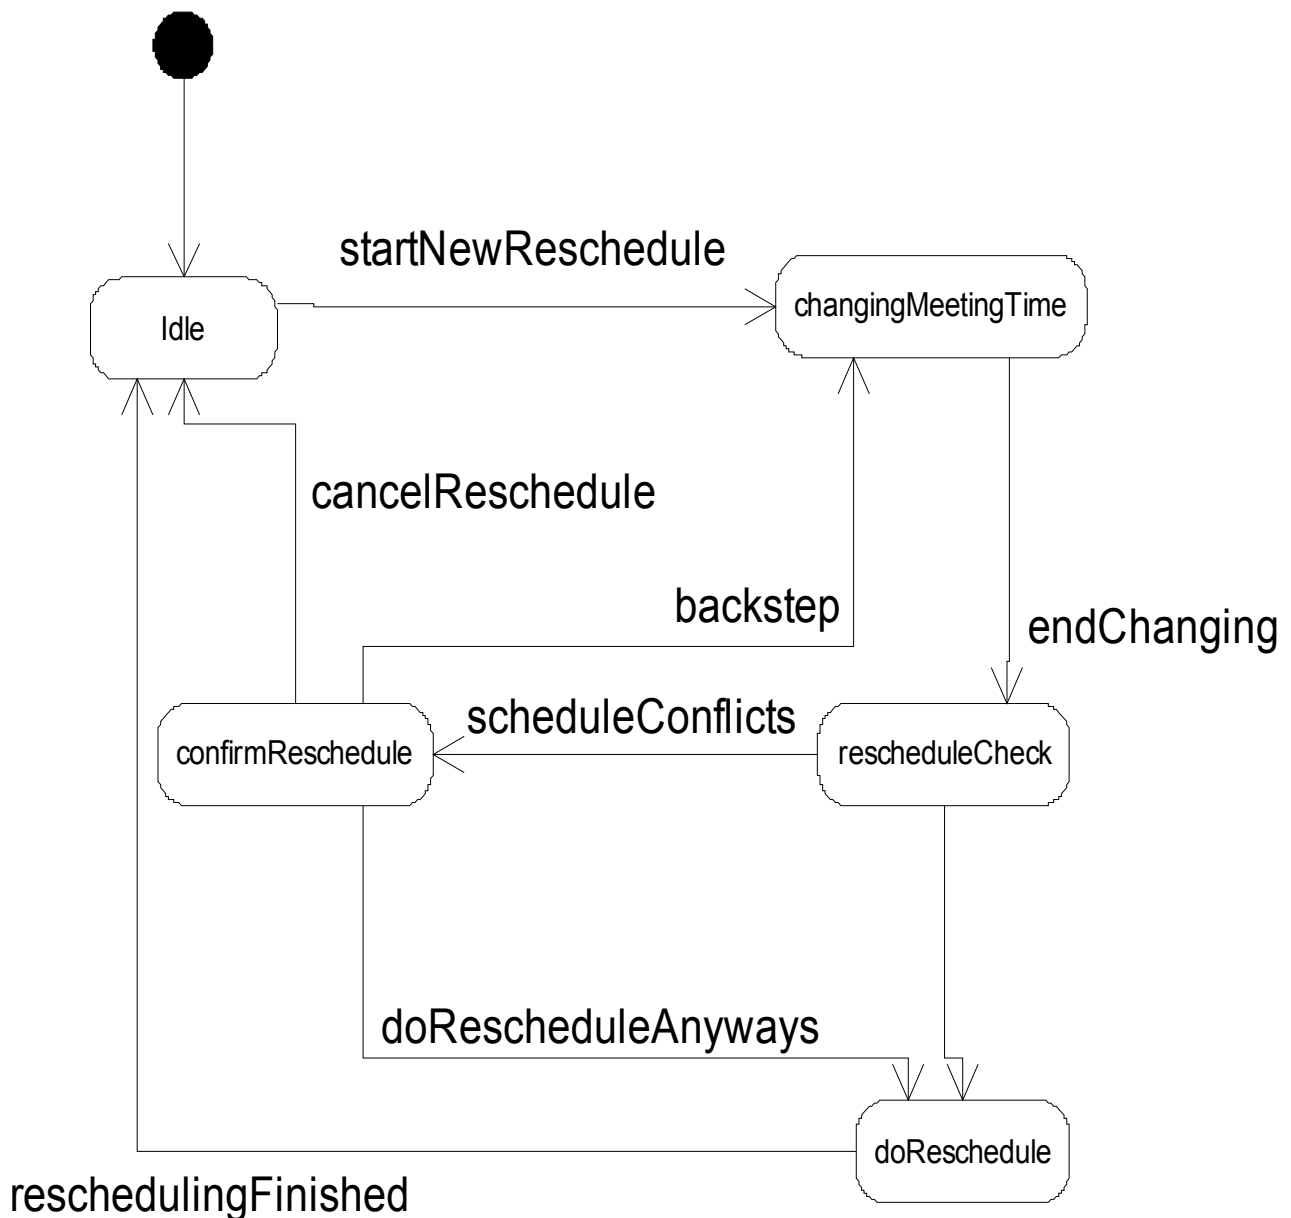 startNewReschedule
changingMeetingTime
Idle
cancelReschedule
backstep
endChanging
scheduleConflicts
confirmReschedule
rescheduleCheck
doRescheduleAnyways
doReschedule
reschedulingFinished